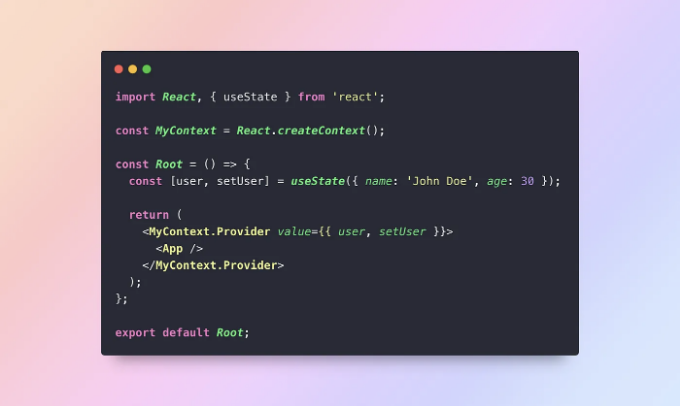 import React, { useState } from 'react';
const MyContext = React.createContext();
const Root = () => {
  const [user, setUser] = useState({ name: 'John Doe', age: 30 });
  return (
    <MyContext.Provider value={{ user, setUser }}>
      <App />
    </MyContext.Provider>
  );
};
export default Root;